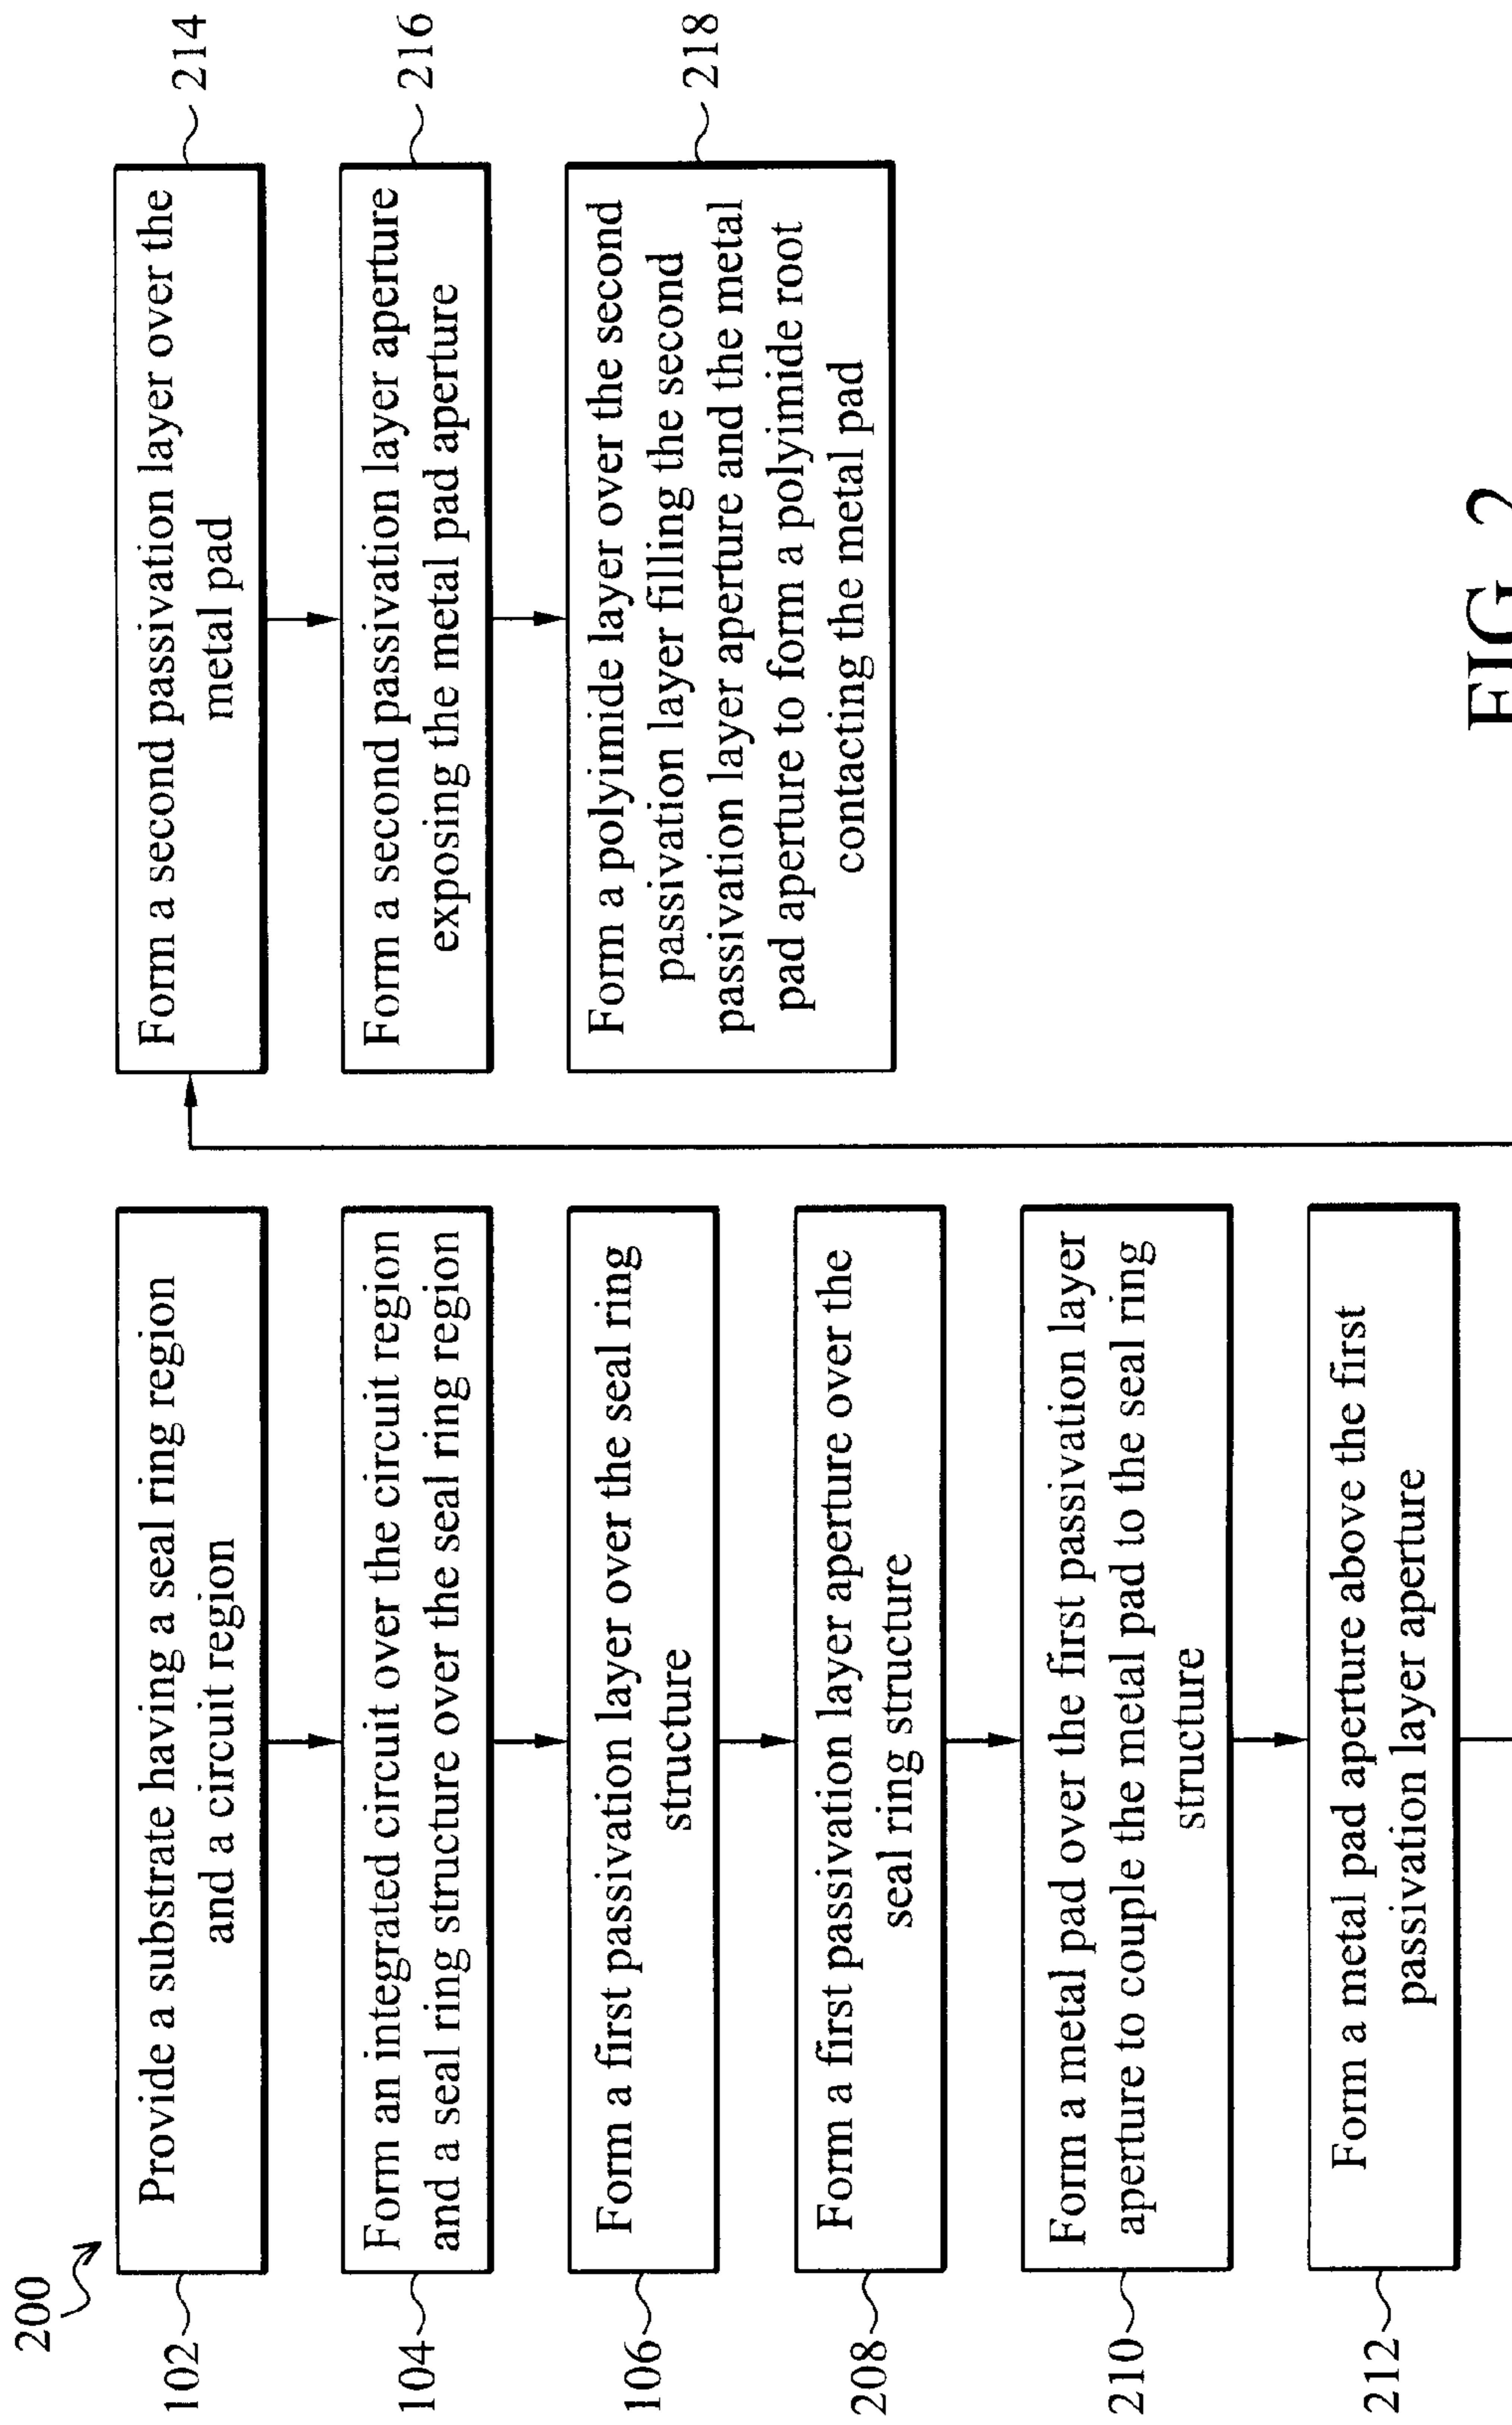 200
102
Provide a substrate having a seal ring region
and a circuit region
104
Form an integrated circuit over the circuit region
and a seal ring structure over the seal ring region
106
Form a first passivation layer over the seal ring
structure
208
Form a first passivation layer aperture over the
seal ring structure
210
Form a metal pad over the first passivation layer
aperture to couple the metal pad to the seal ring
structure
212
Form a metal pad aperture above the first
passivation layer aperture
Form a second passivation layer over the
metal pad
214
Form a second passivation layer aperture
exposing the metal pad aperture
216
Form a polyimide layer over the second
passivation layer filling the second
passivation layer aperture and the metal
pad aperture to form a polyimide root
contacting the metal pad
218
FIG. 2